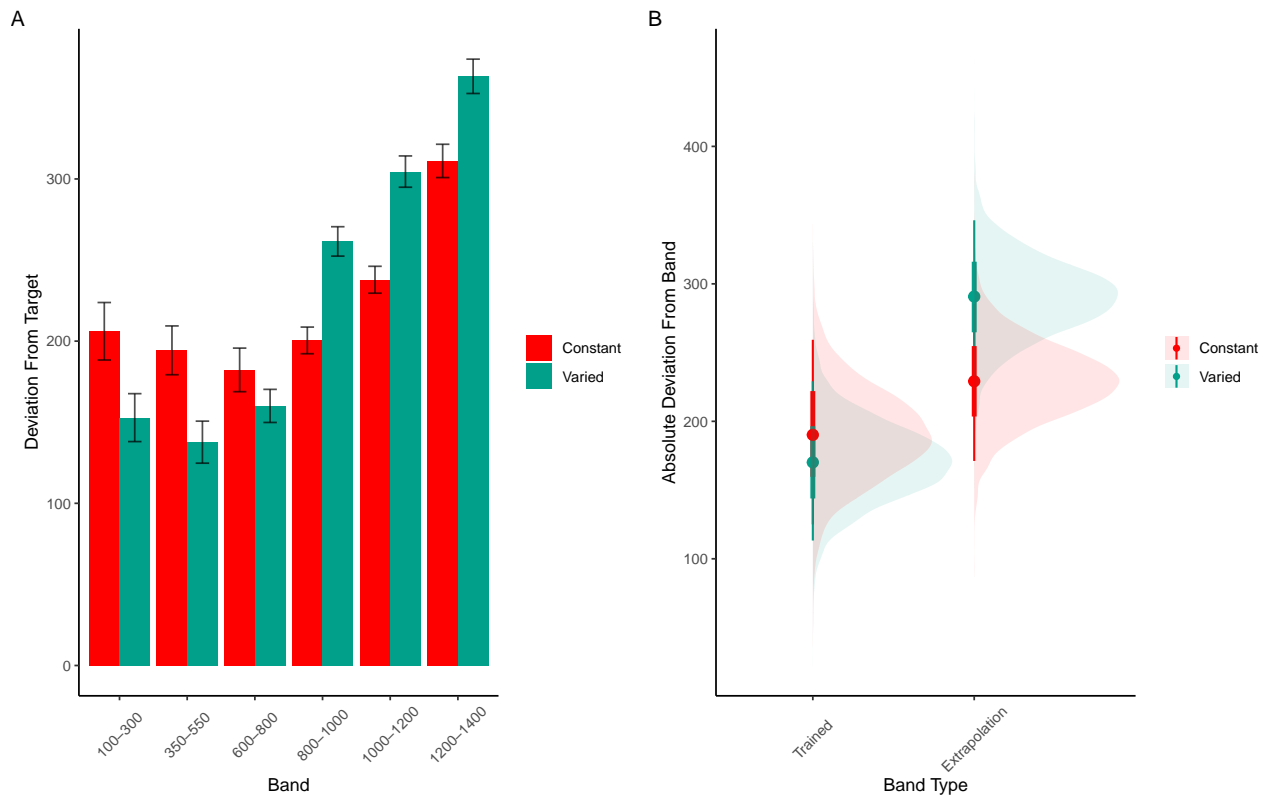 A
Deviation From Target
300
200
100
0
100–300
350–550
600–800
800–1000
1000–1200
1200–1400
Band
Constant
Varied
B
Absolute Deviation From Band
400
300
200
100
Trained
Extrapolation
Band Type
Constant
Varied